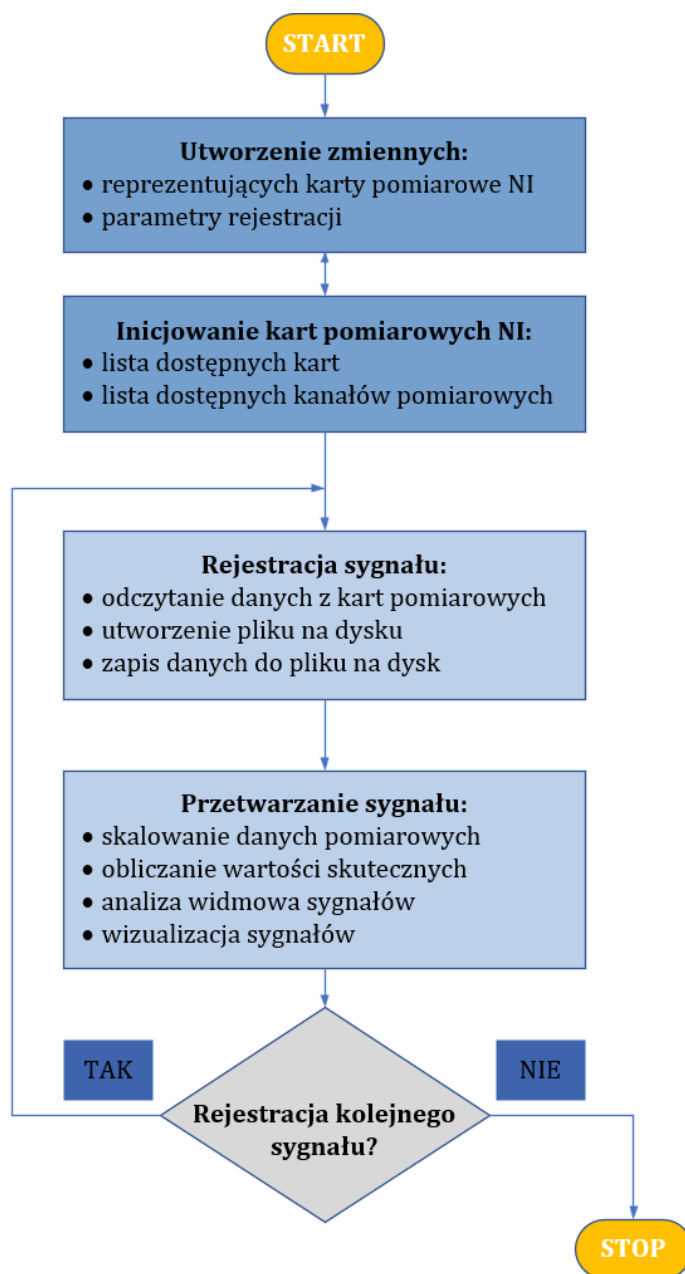 START
Utworzenie zmiennych:
• reprezentujących karty pomiarowe NI
• parametry rejestracji
Inicjowanie kart pomiarowych NI:
• lista dostępnych kart
• lista dostępnych kanałów pomiarowych
Rejestracja sygnału:
• odczytanie danych z kart pomiarowych
• utworzenie pliku na dysku
• zapis danych do pliku na dysk
Przetwarzanie sygnału:
• skalowanie danych pomiarowych
• obliczanie wartości skutecznych
• analiza widmowa sygnałów
• wizualizacja sygnałów
TAK
NIE
Rejestracja kolejnego
sygnału?
STOP